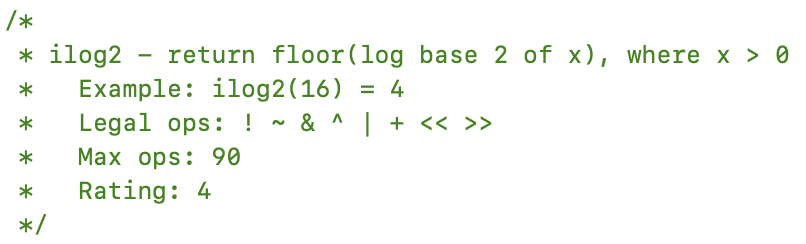 /*
 * ilog2 – return floor(log base 2 of x), where x > 0
 *   Example: ilog2(16) = 4
 *   Legal ops: ! ~ & ^ | + << >>
 *   Max ops: 90
 *   Rating: 4
 */